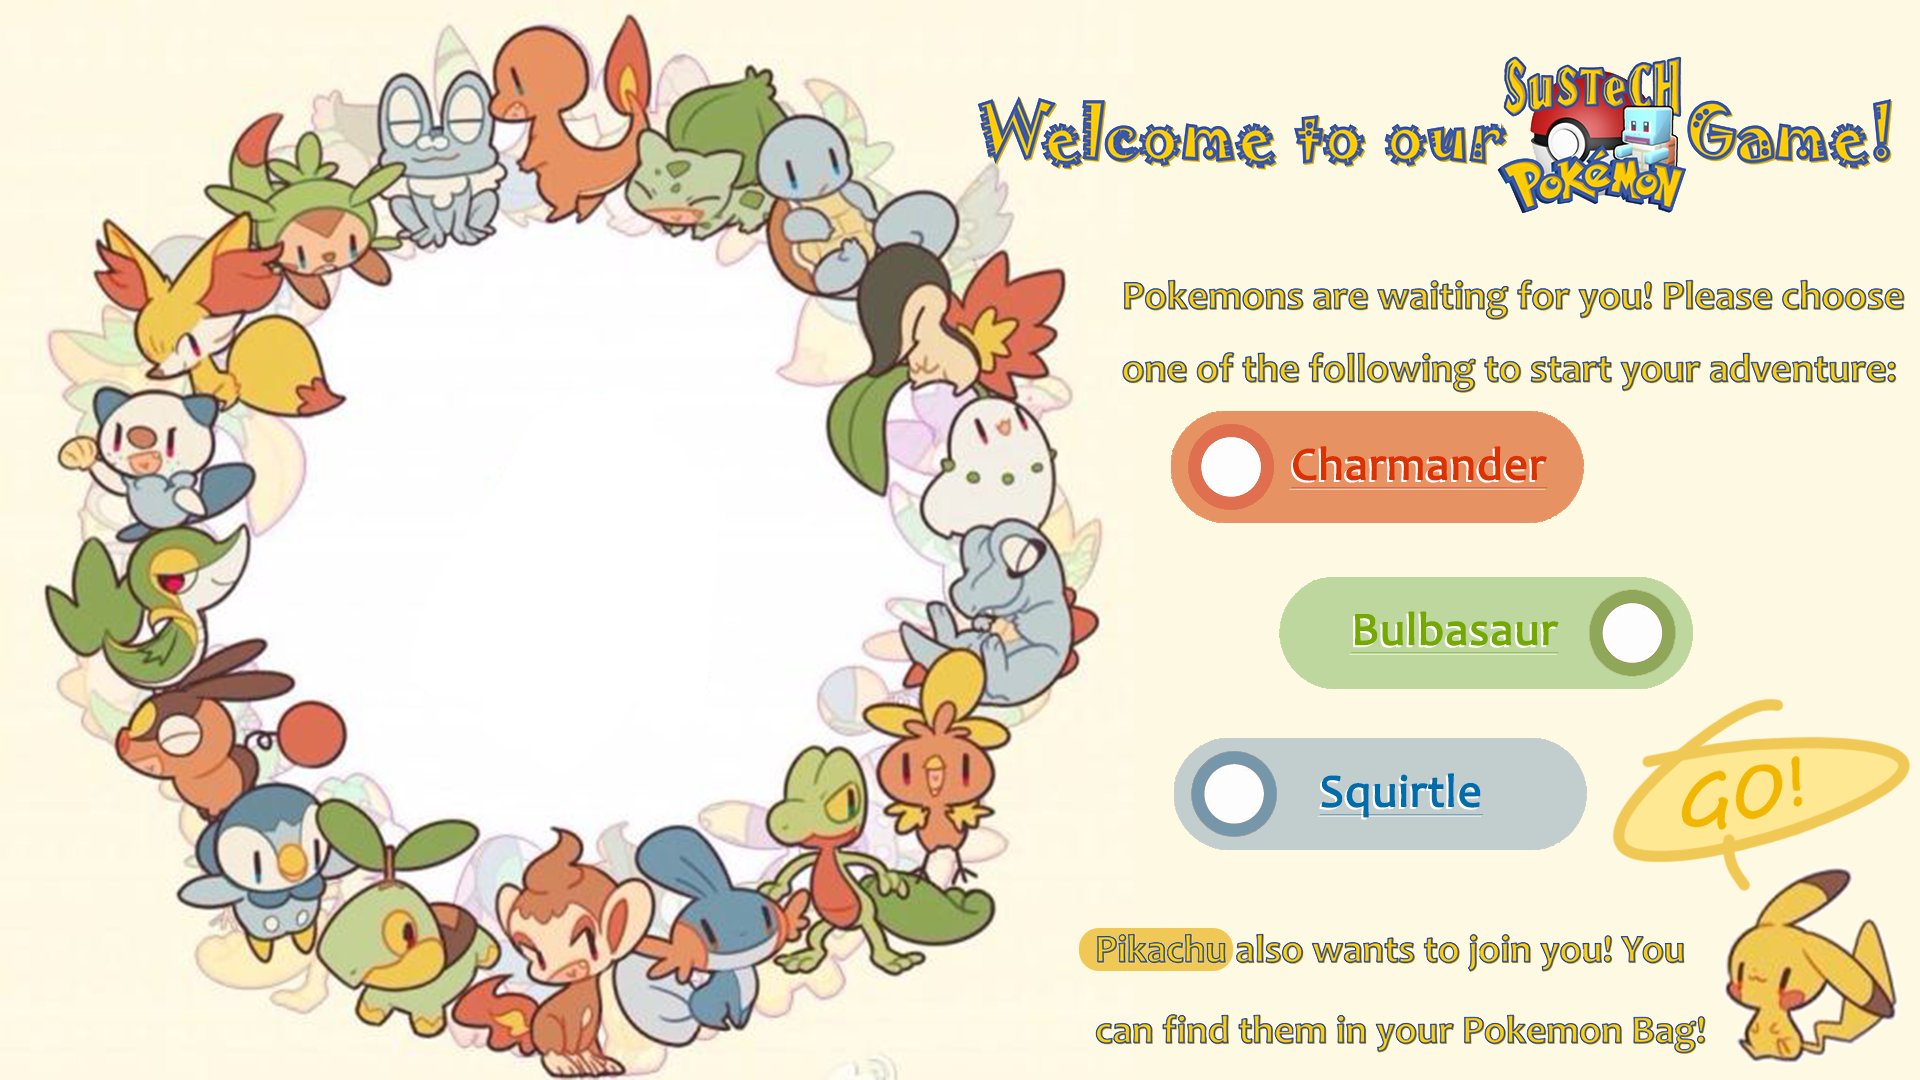 Welcome to our SUSTeCH POKéMON Game!
Pokemons are waiting for you! Please choose
one of the following to start your adventure:
Charmander
Bulbasaur
Squirtle
GO!
Pikachu also wants to join you! You
can find them in your Pokemon Bag!